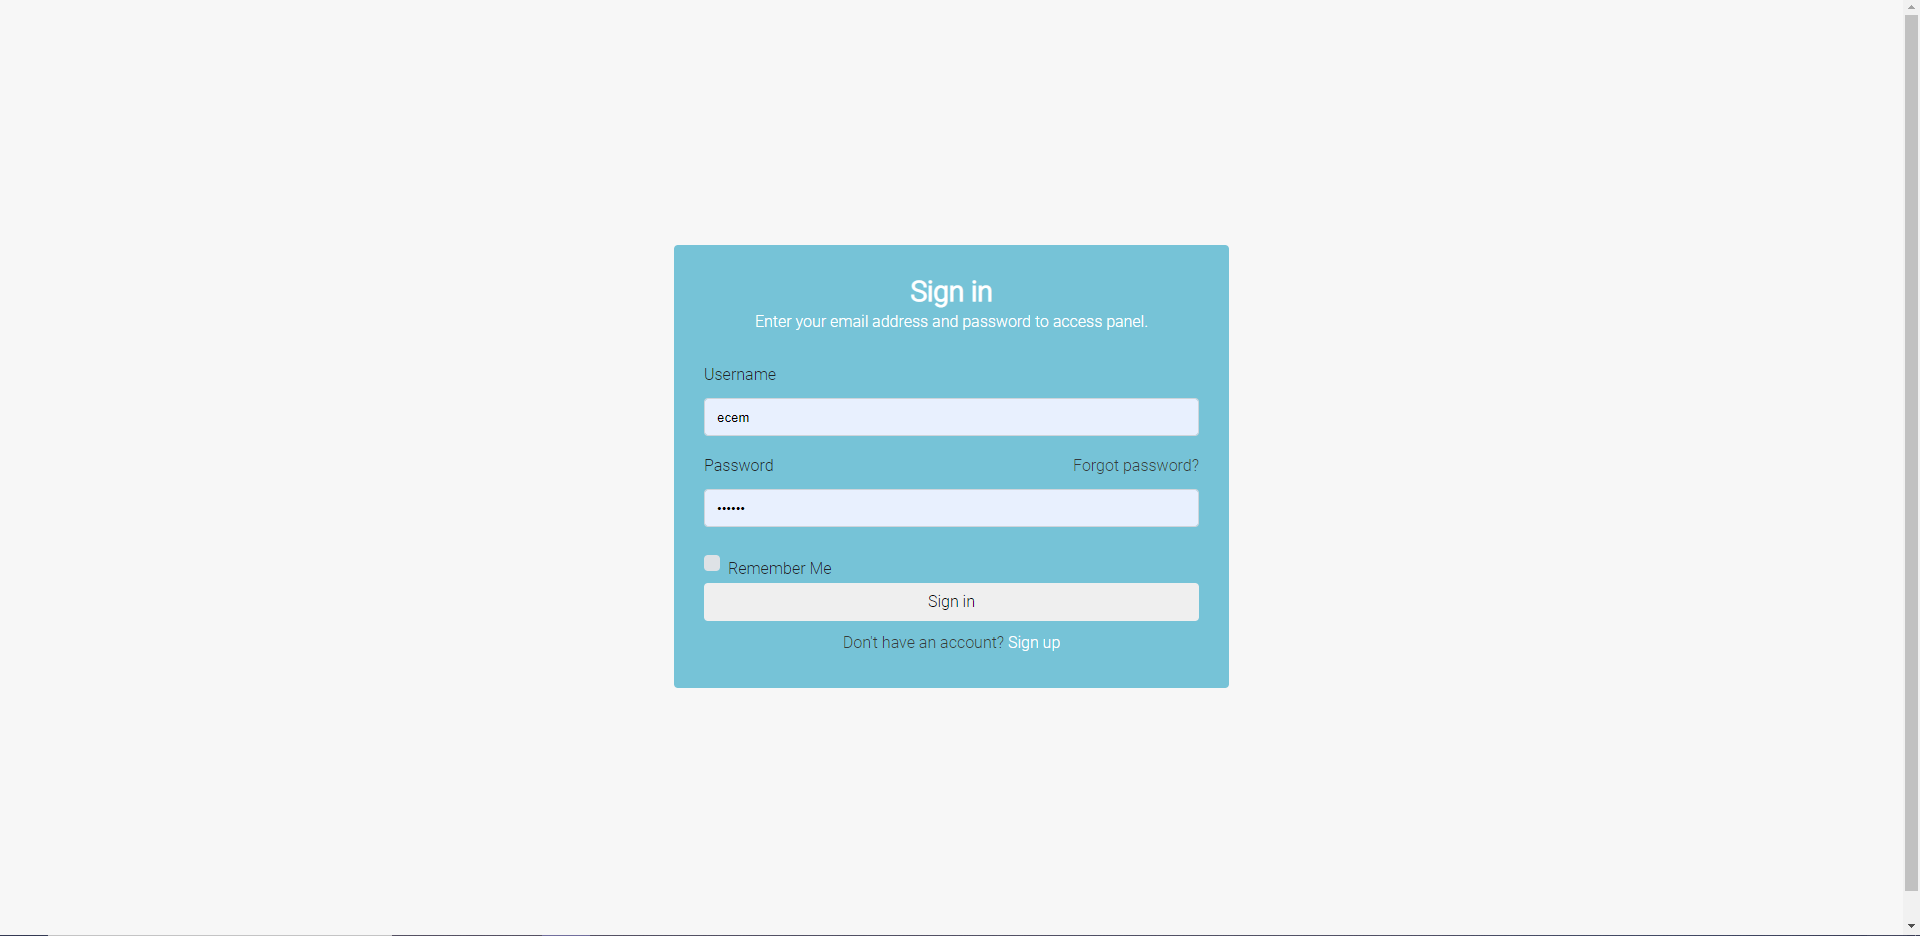 Sign in
Enter your email address and password to access panel.
Username
ecem
Password Forgot password?
••••••
Remember Me
Sign in
Don't have an account? Sign up